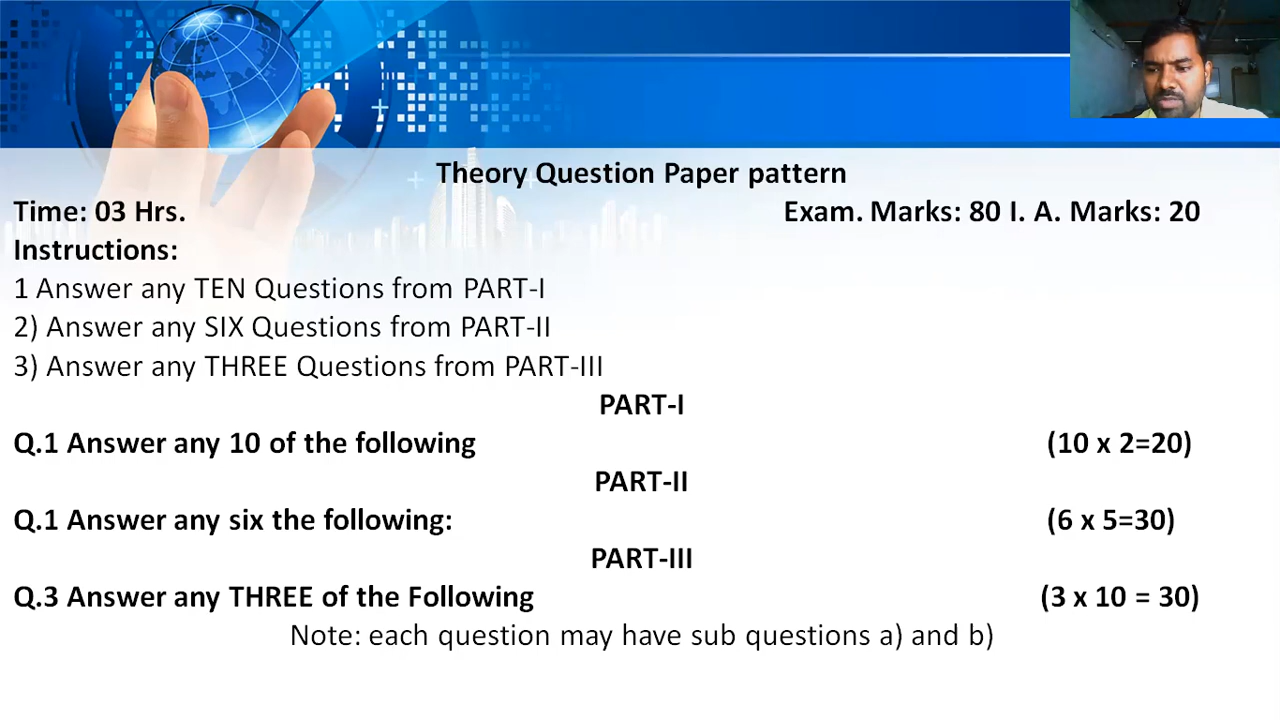 Theory Question Paper pattern
Time: 03 Hrs. Exam. Marks: 80 I. A. Marks: 20
Instructions:
1 Answer any TEN Questions from PART-I
2) Answer any SIX Questions from PART-II
3) Answer any THREE Questions from PART-III
PART-I
Q.1 Answer any 10 of the following (10 x 2=20)
PART-II
Q.1 Answer any six the following: (6 x 5=30)
PART-III
Q.3 Answer any THREE of the Following (3 x 10 = 30)
Note: each question may have sub questions a) and b)